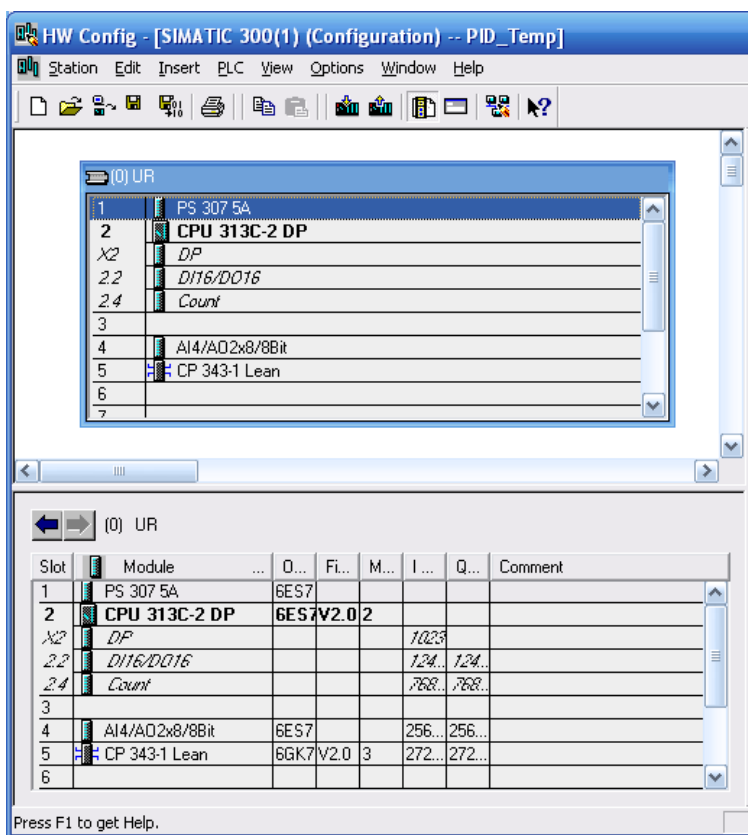 HW Config - [SIMATIC 300(1) (Configuration) -- PID_Temp]
Station Edit Insert PLC View Options Window Help
(0) UR
1 PS 307 5A
2 CPU 313C-2 DP
X2 DP
2.2 DI16/DO16
2.4 Count
3
4 AI4/AO2x8/8Bit
5 CP 343-1 Lean
6
7
(0) UR
Slot Module ... O... Fi... M... I ... Q... Comment
1 PS 307 5A 6ES7
2 CPU 313C-2 DP 6ES7 V2.0 2
X2 DP 1023
2.2 DI16/DO16 124... 124...
2.4 Count 768... 768...
3
4 AI4/AO2x8/8Bit 6ES7 256... 256...
5 CP 343-1 Lean 6GK7 V2.0 3 272... 272...
6
Press F1 to get Help.